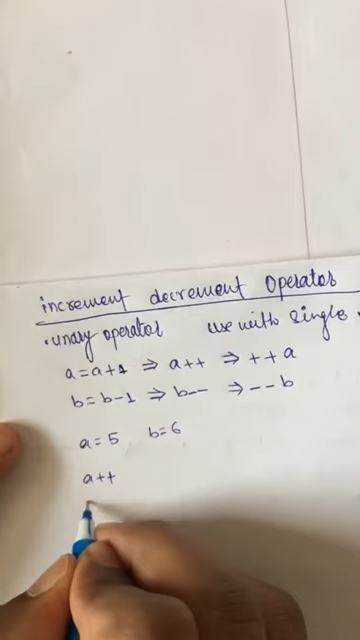 increment decrement Operator
. unary operator use with single .
a = a+1 ⇒ a++ ⇒ ++a
b = b-1 ⇒ b-- ⇒ --b
a = 5 b = 6
a++